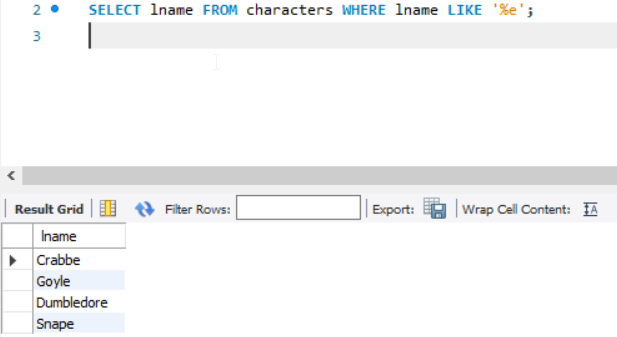 2 SELECT lname FROM characters WHERE lname LIKE '%e';
3
Result Grid Filter Rows: Export: Wrap Cell Content: IA
lname
Crabbe
Goyle
Dumbledore
Snape